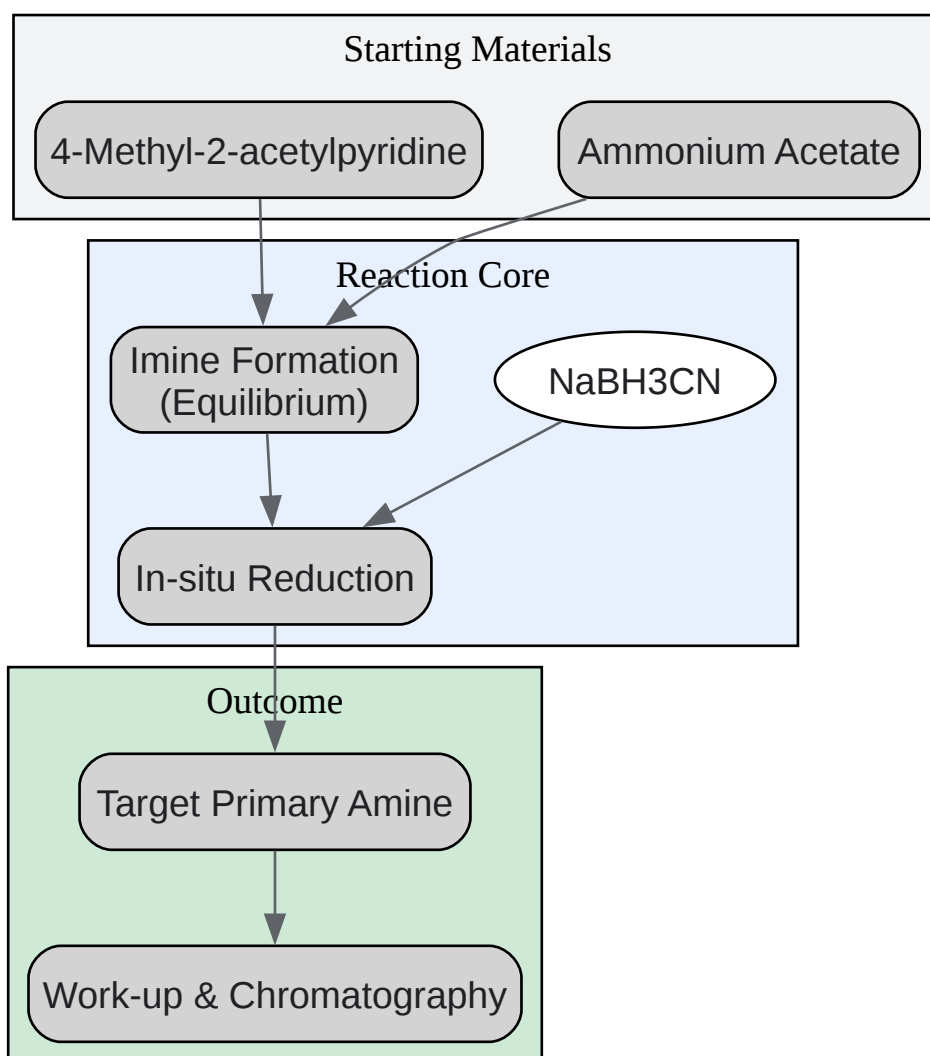 Starting Materials
4-Methyl-2-acetylpyridine
Ammonium Acetate
Reaction Core
Imine Formation
(Equilibrium)
NaBH3CN
In-situ Reduction
Outcome
Target Primary Amine
Work-up & Chromatography